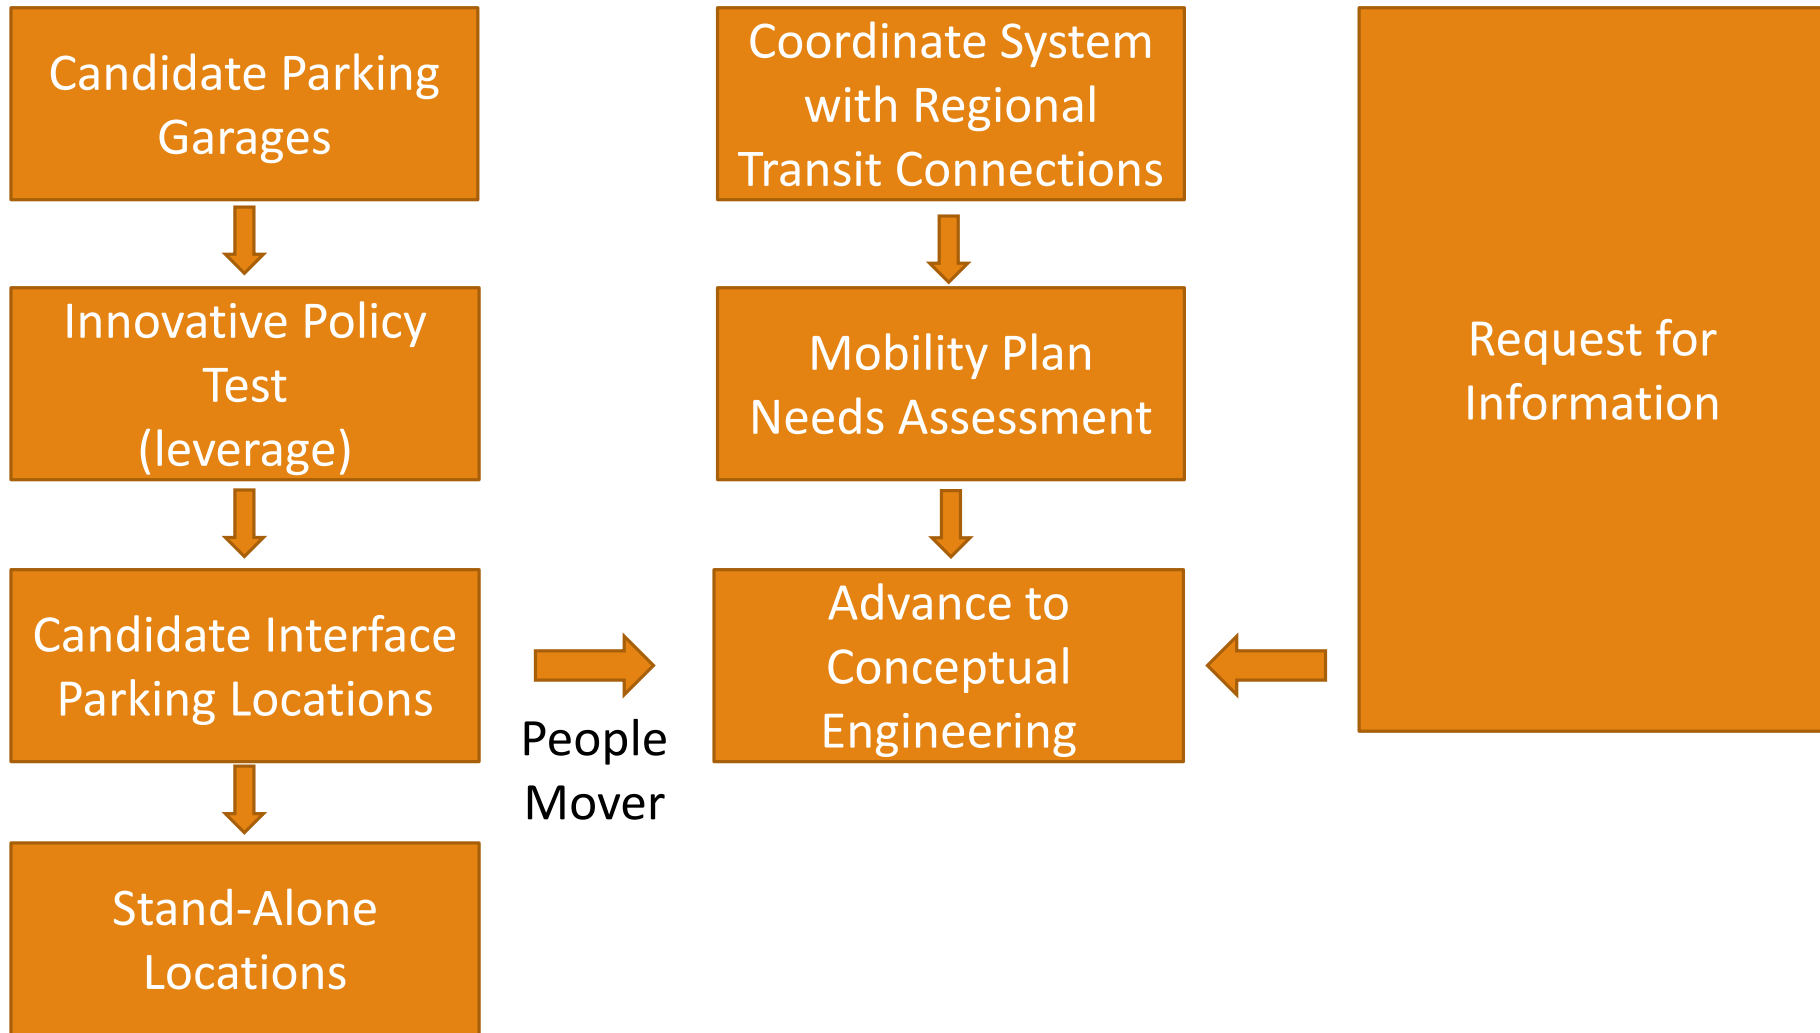 Candidate Parking
Garages
Innovative Policy
Test
(leverage)
Candidate Interface
Parking Locations
Stand-Alone
Locations
People
Mover
Coordinate System
with Regional
Transit Connections
Mobility Plan
Needs Assessment
Advance to
Conceptual
Engineering
Request for
Information